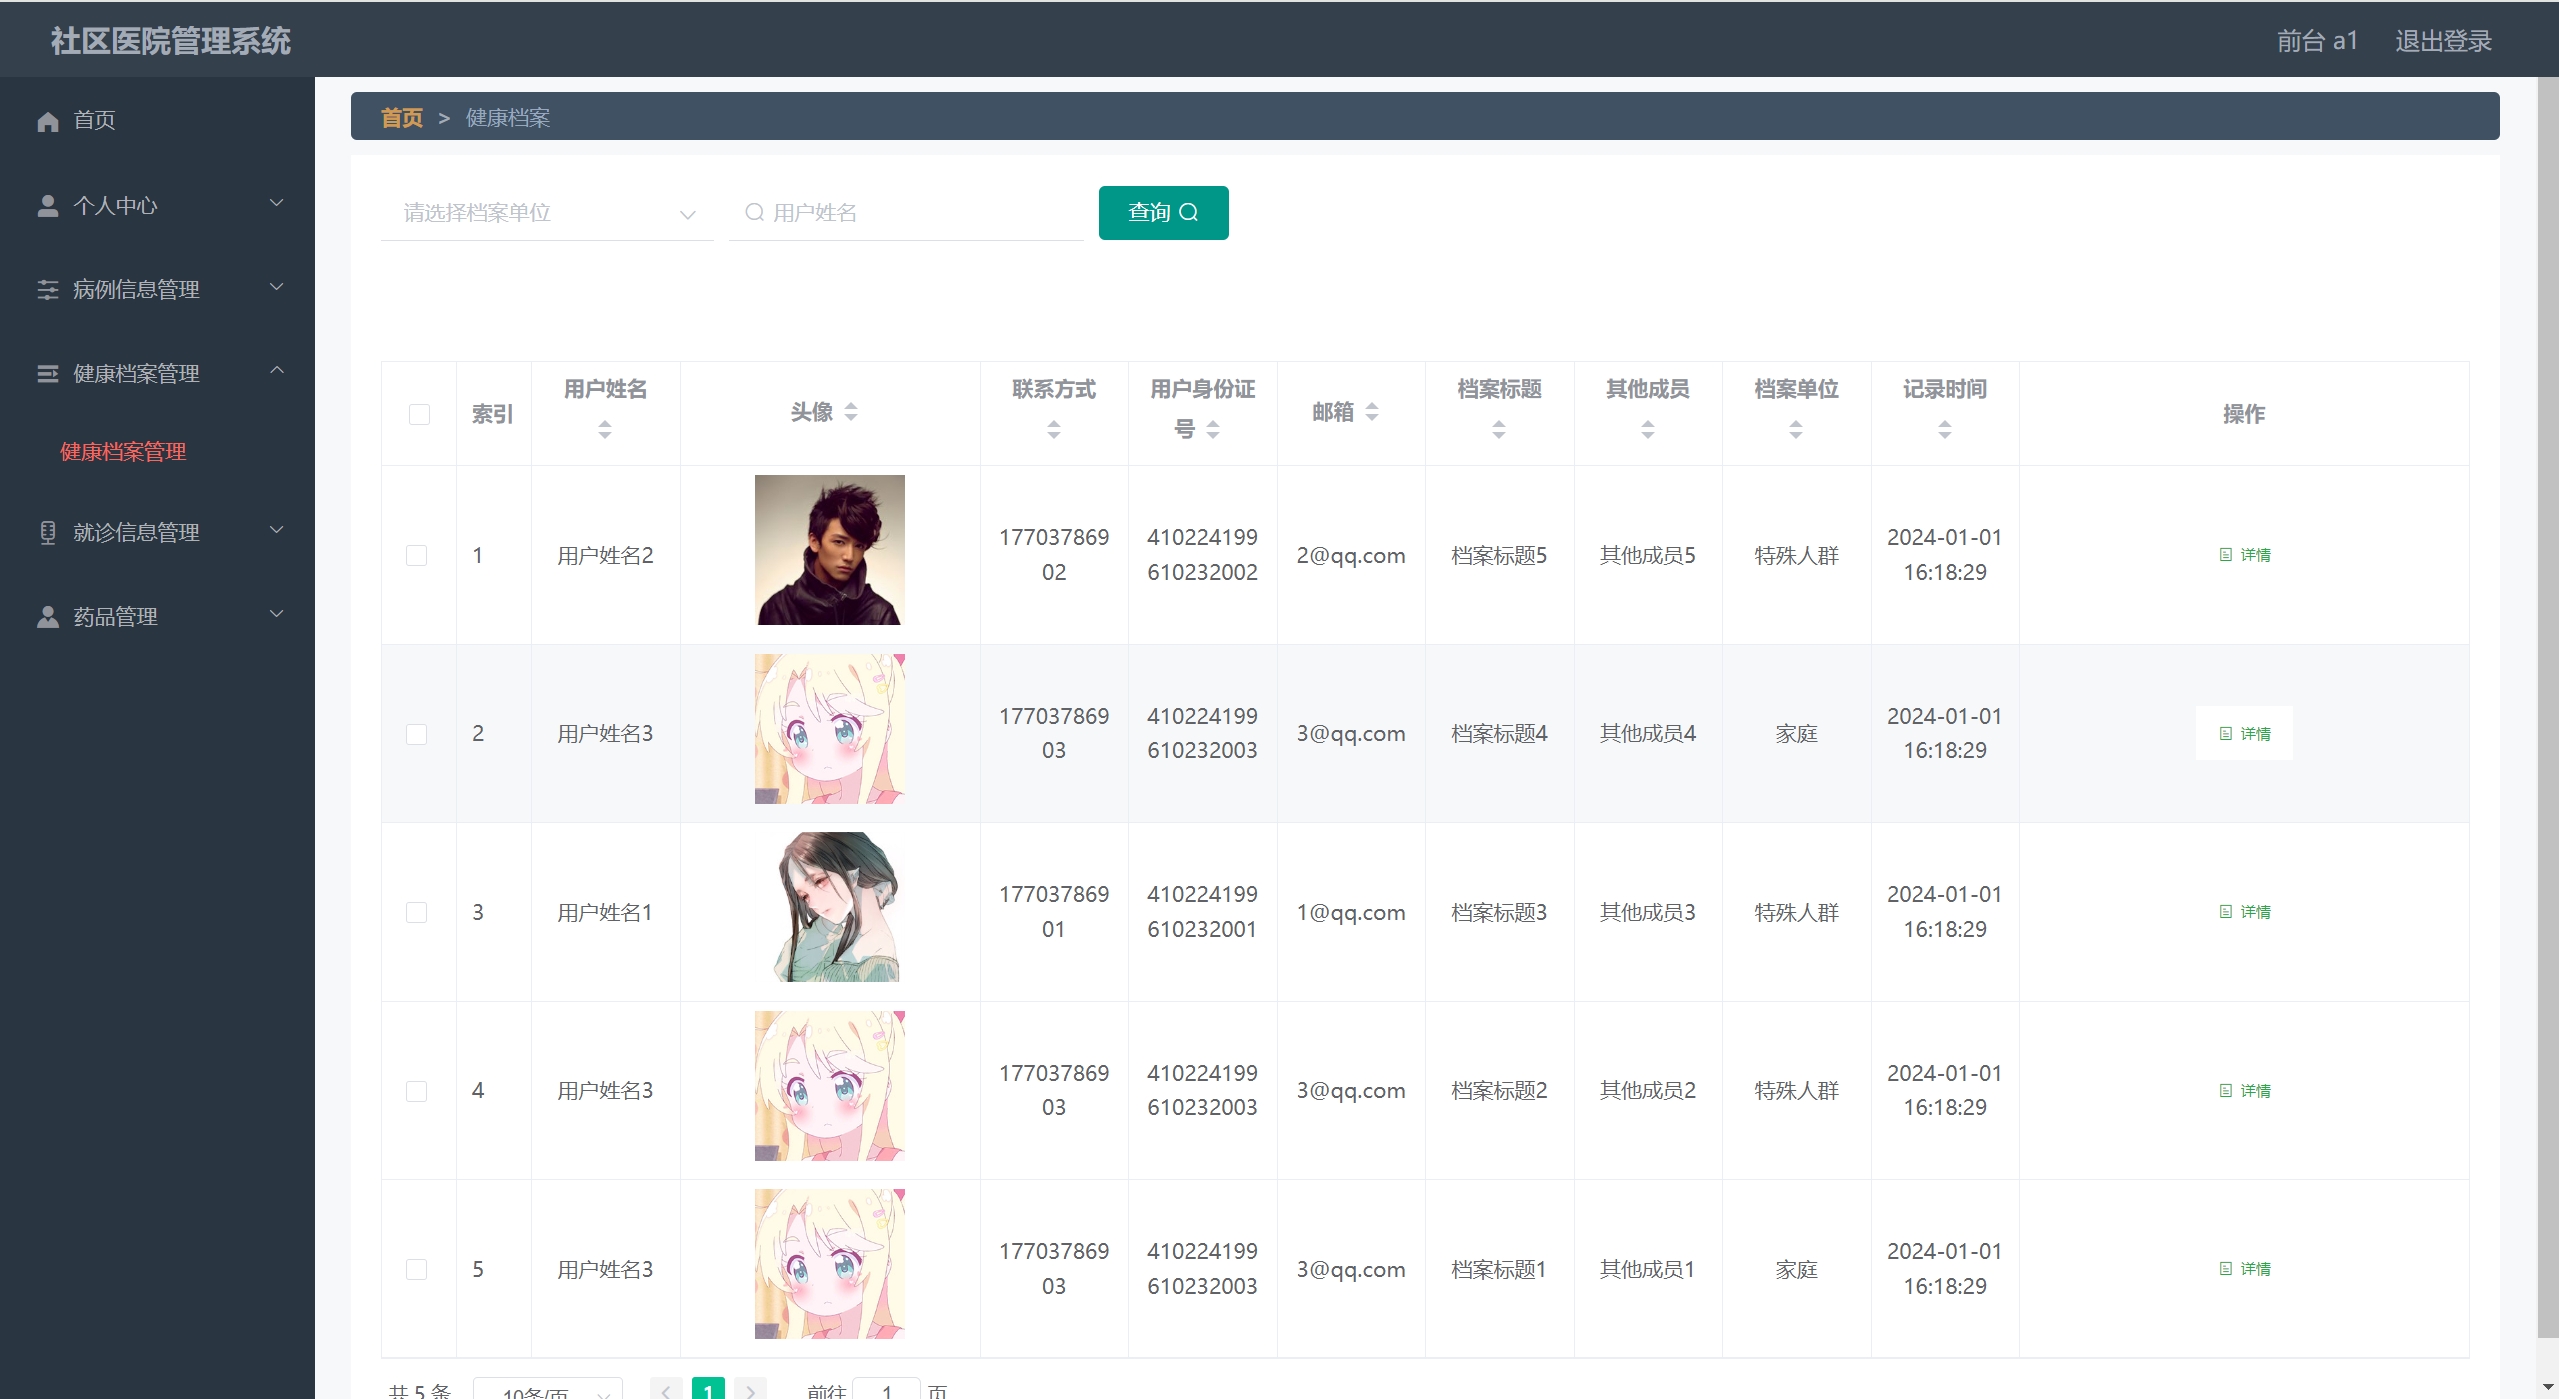 社区医院管理系统
前台 a1 退出登录
首页
个人中心
病例信息管理
健康档案管理
健康档案管理
就诊信息管理
药品管理
首页 > 健康档案
请选择档案单位 用户姓名 查询
索引 用户姓名 头像 联系方式 用户身份证号 邮箱 档案标题 其他成员 档案单位 记录时间 操作
1 用户姓名2 17703786902 410224199610232002 2@qq.com 档案标题5 其他成员5 特殊人群 2024-01-01 16:18:29 详情
2 用户姓名3 17703786903 410224199610232003 3@qq.com 档案标题4 其他成员4 家庭 2024-01-01 16:18:29 详情
3 用户姓名1 17703786901 410224199610232001 1@qq.com 档案标题3 其他成员3 特殊人群 2024-01-01 16:18:29 详情
4 用户姓名3 17703786903 410224199610232003 3@qq.com 档案标题2 其他成员2 特殊人群 2024-01-01 16:18:29 详情
5 用户姓名3 17703786903 410224199610232003 3@qq.com 档案标题1 其他成员1 家庭 2024-01-01 16:18:29 详情
共 5 条 10条/页 1 前往 1 页